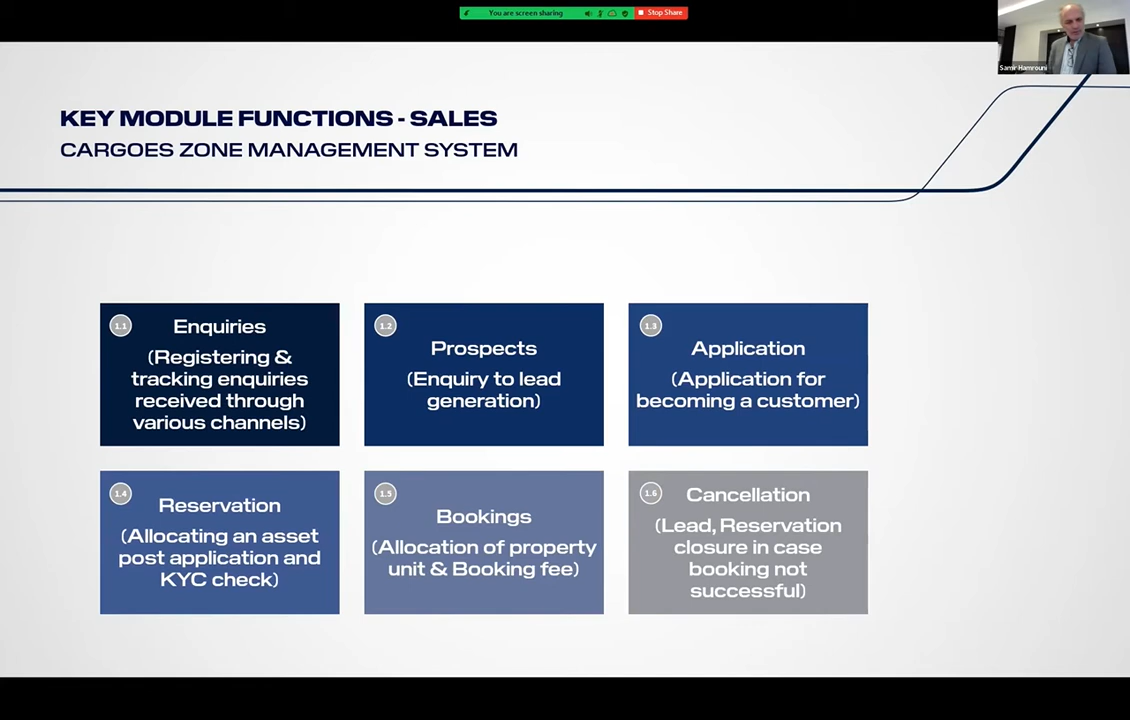 You are screen sharing
Stop Share
Samir Hamrouni
KEY MODULE FUNCTIONS - SALES
CARGOES ZONE MANAGEMENT SYSTEM
1.1
Enquiries
(Registering &
tracking enquiries
received through
various channels)
1.2
Prospects
(Enquiry to lead
generation)
1.3
Application
(Application for
becoming a customer)
1.4
Reservation
(Allocating an asset
post application and
KYC check)
1.5
Bookings
(Allocation of property
unit & Booking fee)
1.6
Cancellation
(Lead, Reservation
closure in case
booking not
successful)